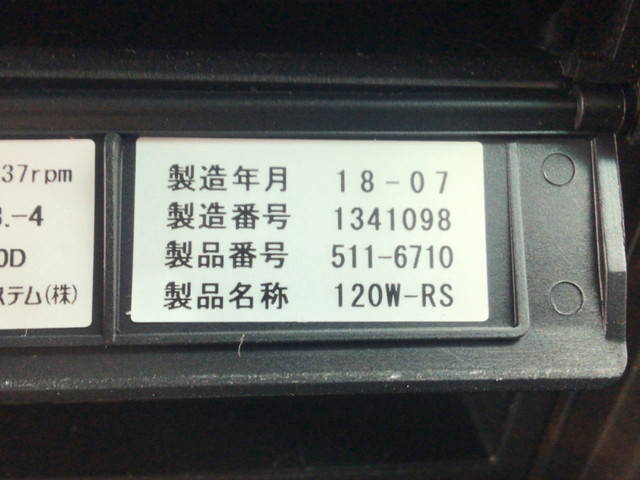 37rpm
-4
0D
ステム(株)
製造年月 18-07
製造番号 1341098
製品番号 511-6710
製品名称 120W-RS